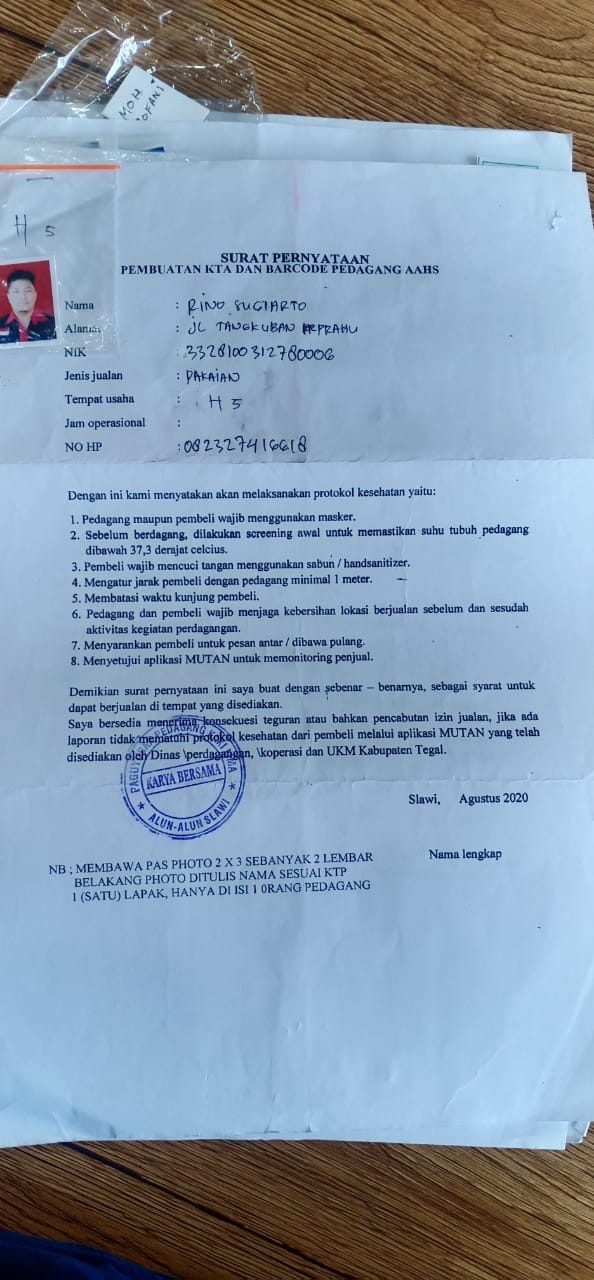 MOH
H 5
SURAT PERNYATAAN
PEMBUATAN KTA DAN BARCODE PEDAGANG AAHS
Nama : RINO SUGIARTO
Alamat : JL TANGKUBAN PRAHU
NIK : 3328100312780006
Jenis jualan : PAKAIAN
Tempat usaha : H 5
Jam operasional :
NO HP : 082327416618
Dengan ini kami menyatakan akan melaksanakan protokol kesehatan yaitu:
1. Pedagang maupun pembeli wajib menggunakan masker.
2. Sebelum berdagang, dilakukan screening awal untuk memastikan suhu tubuh pedagang
dibawah 37,3 derajat celcius.
3. Pembeli wajib mencuci tangan menggunakan sabun / handsanitizer.
4. Mengatur jarak pembeli dengan pedagang minimal 1 meter.
5. Membatasi waktu kunjung pembeli.
6. Pedagang dan pembeli wajib menjaga kebersihan lokasi berjualan sebelum dan sesudah
aktivitas kegiatan perdagangan.
7. Menyarankan pembeli untuk pesan antar / dibawa pulang.
8. Menyetujui aplikasi MUTAN untuk memonitoring penjual.
Demikian surat pernyataan ini saya buat dengan sebenar – benarnya, sebagai syarat untuk
dapat berjualan di tempat yang disediakan.
Saya bersedia menerima konsekuesi teguran atau bahkan pencabutan izin jualan, jika ada
laporan tidak mematuhi protokol kesehatan dari pembeli melalui aplikasi MUTAN yang telah
disediakan oleh Dinas \perdagangan, \koperasi dan UKM Kabupaten Tegal.
KARYA BERSAMA
ALUN-ALUN SLAWI
Slawi, Agustus 2020
Nama lengkap
NB ; MEMBAWA PAS PHOTO 2 X 3 SEBANYAK 2 LEMBAR
BELAKANG PHOTO DITULIS NAMA SESUAI KTP
1 (SATU) LAPAK, HANYA DI ISI 1 0RANG PEDAGANG